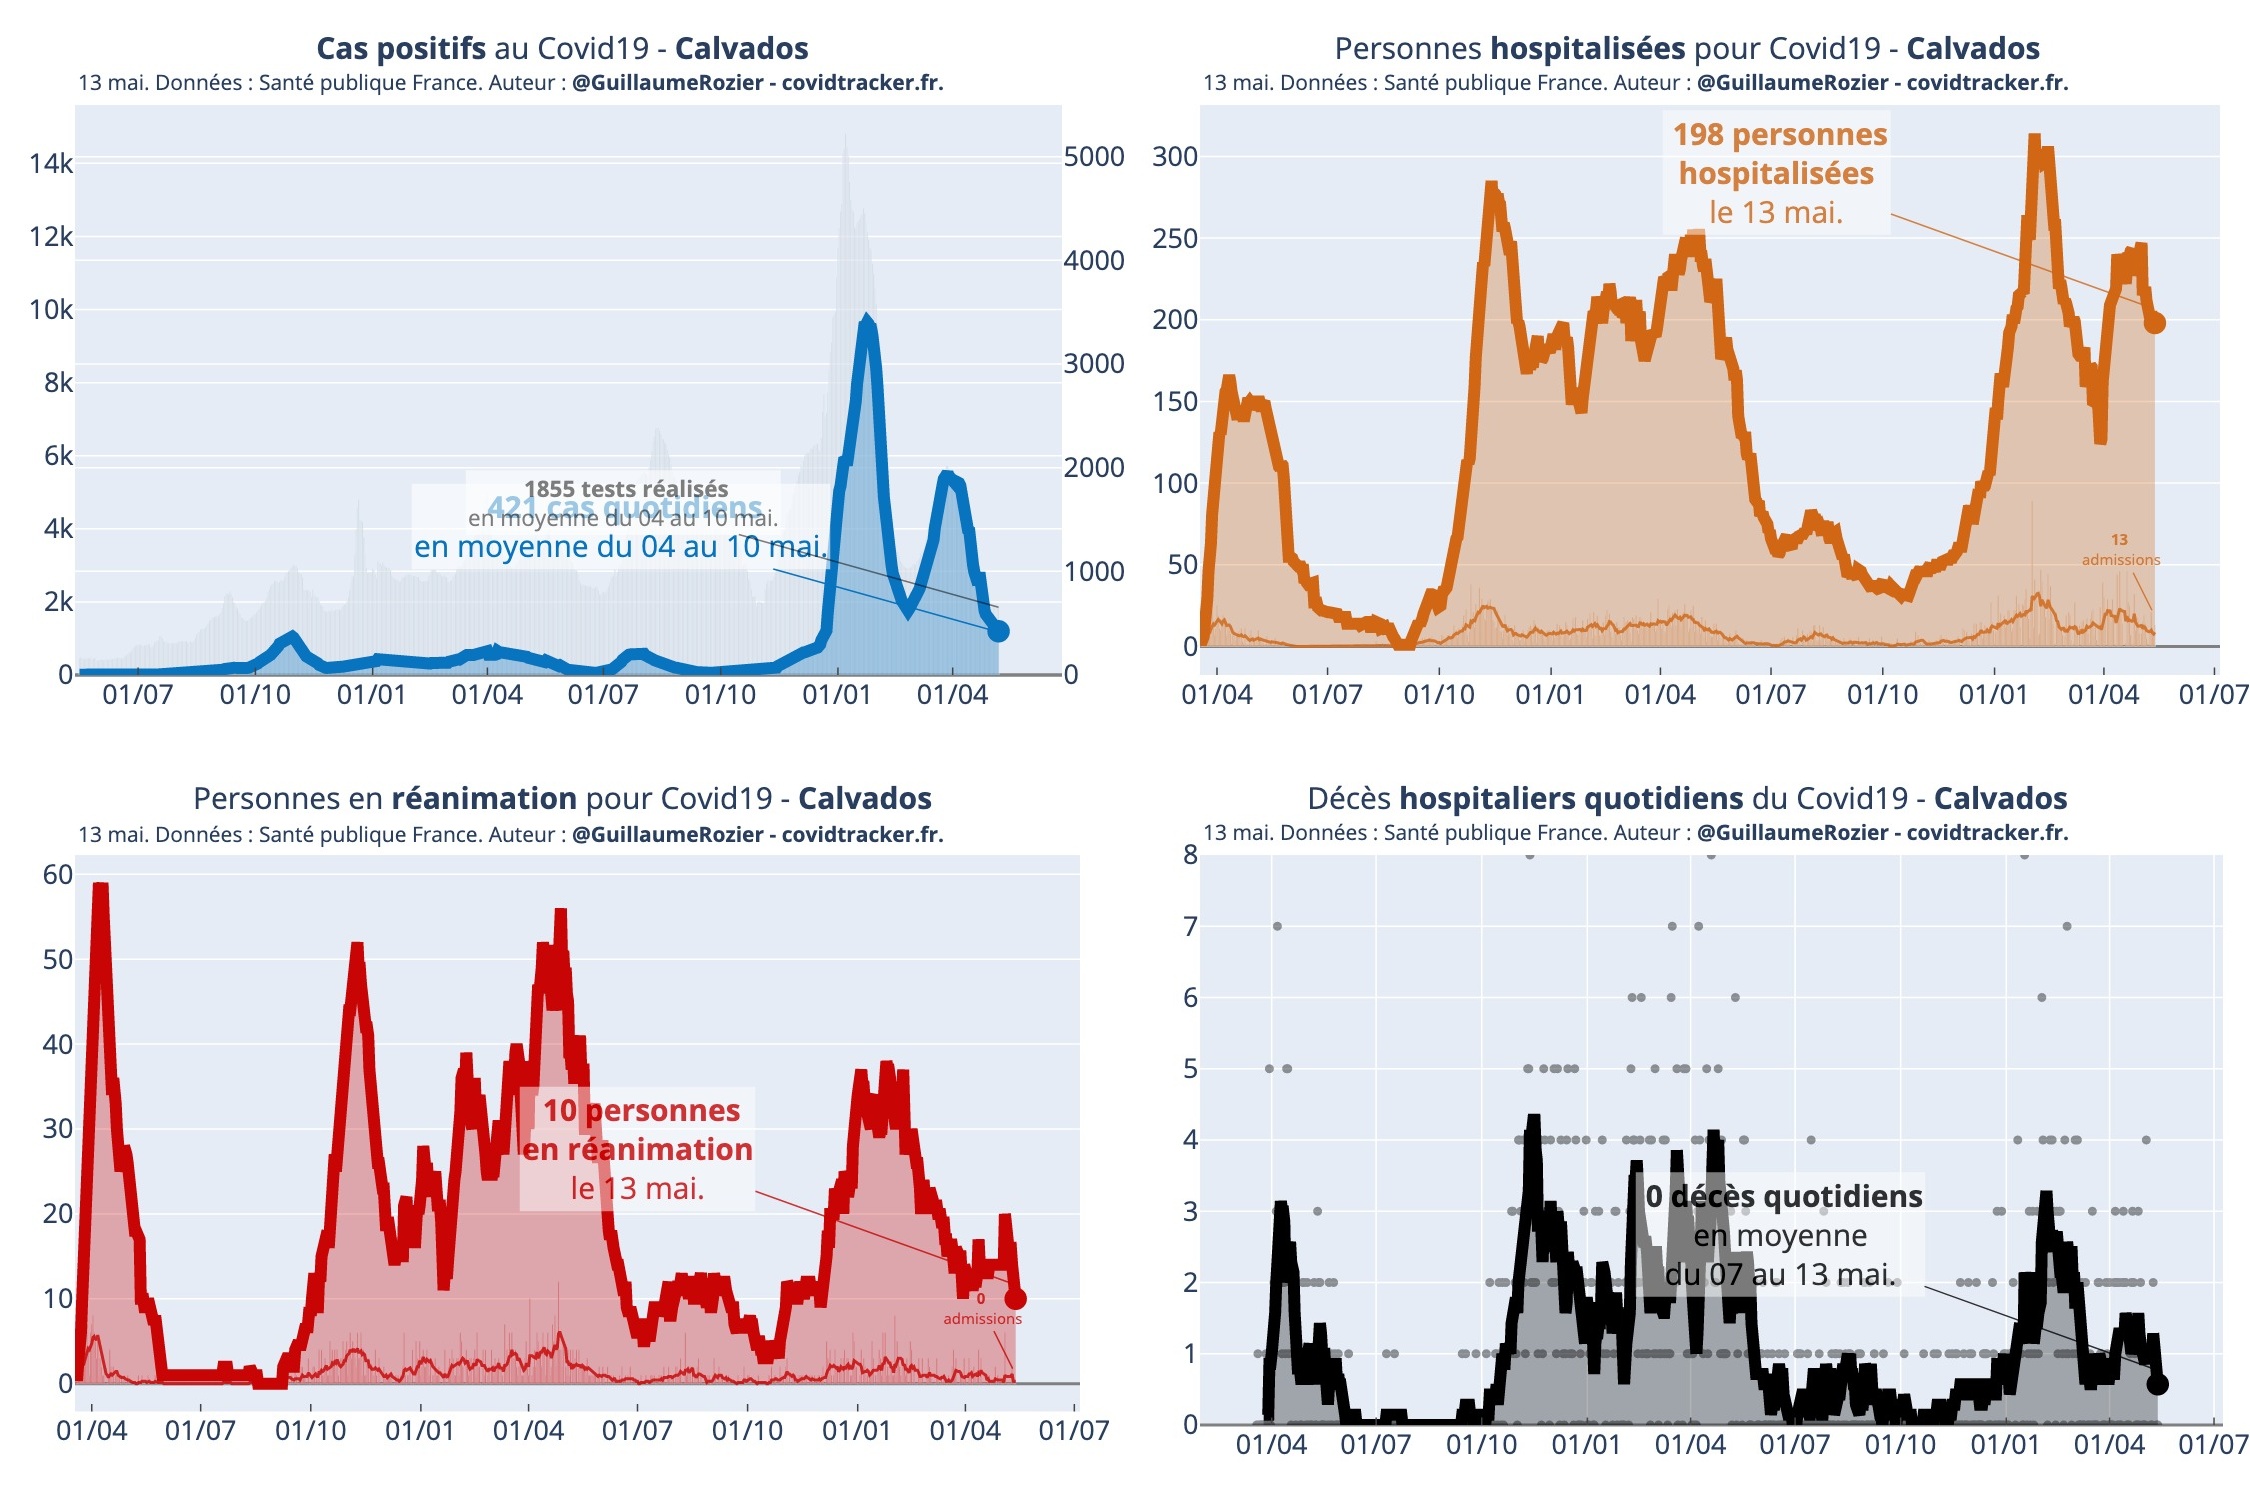 Cas positifs au Covid19 - Calvados
13 mai. Données : Santé publique France. Auteur : @GuillaumeRozier - covidtracker.fr.
14k
12k
10k
8k
6k
4k
2k
0
5000
4000
3000
2000
1000
0
1855 tests réalisés
en moyenne du 04 au 10 mai.
421 cas quotidiens
en moyenne du 04 au 10 mai.
01/07 01/10 01/01 01/04 01/07 01/10 01/01 01/04
Personnes hospitalisées pour Covid19 - Calvados
13 mai. Données : Santé publique France. Auteur : @GuillaumeRozier - covidtracker.fr.
300
250
200
150
100
50
0
198 personnes
hospitalisées
le 13 mai.
13
admissions
01/04 01/07 01/10 01/01 01/04 01/07 01/10 01/01 01/04 01/07
Personnes en réanimation pour Covid19 - Calvados
13 mai. Données : Santé publique France. Auteur : @GuillaumeRozier - covidtracker.fr.
60
50
40
30
20
10
0
10 personnes
en réanimation
le 13 mai.
0
admissions
01/04 01/07 01/10 01/01 01/04 01/07 01/10 01/01 01/04 01/07
Décès hospitaliers quotidiens du Covid19 - Calvados
13 mai. Données : Santé publique France. Auteur : @GuillaumeRozier - covidtracker.fr.
8
7
6
5
4
3
2
1
0
0 décès quotidiens
en moyenne
du 07 au 13 mai.
01/04 01/07 01/10 01/01 01/04 01/07 01/10 01/01 01/04 01/07